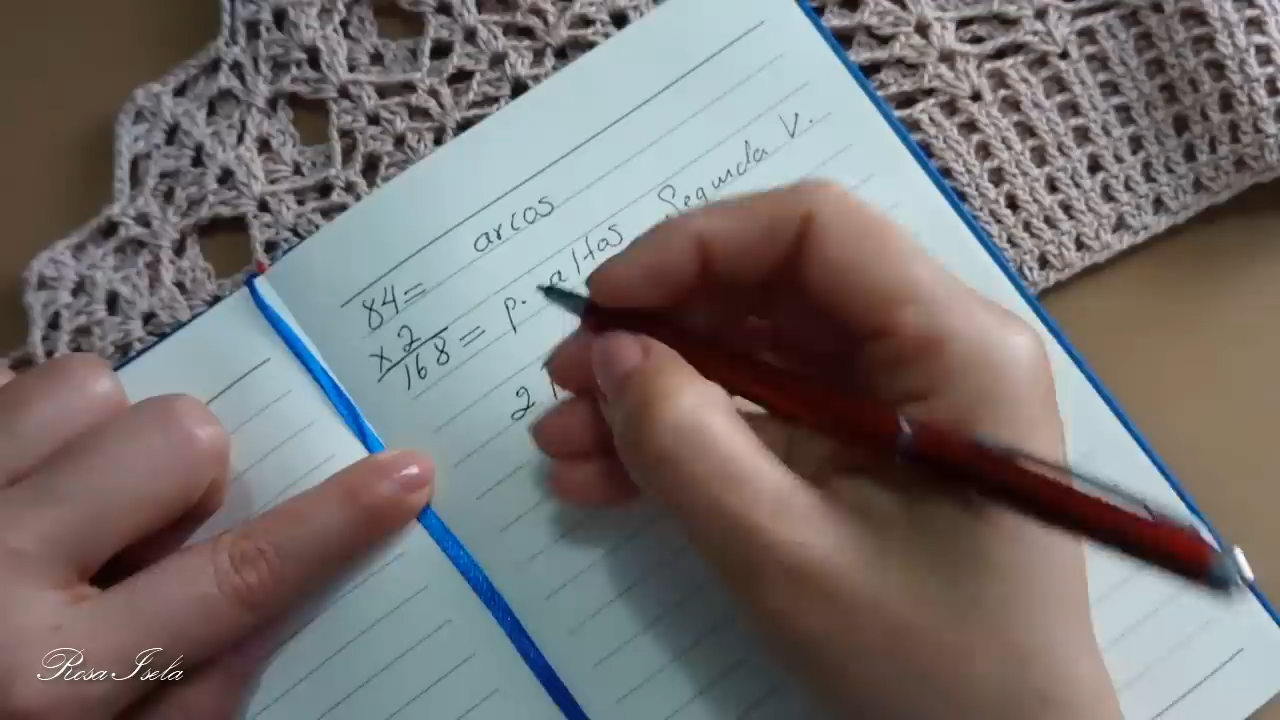 84= arcos
x 2
168 = p. altas Segunda V.
2
Rosa Isela